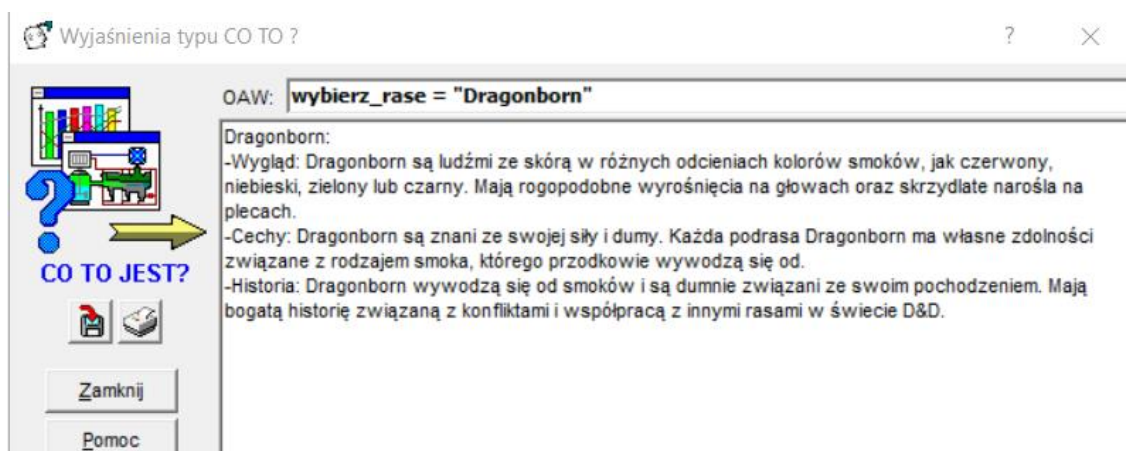 Wyjaśnienia typu CO TO ?
?
OAW: wybierz_rase = "Dragonborn"
Dragonborn:
-Wygląd: Dragonborn są ludźmi ze skórą w różnych odcieniach kolorów smoków, jak czerwony,
niebieski, zielony lub czarny. Mają rogopodobne wyrośnięcia na głowach oraz skrzydlate narośla na
plecach.
-Cechy: Dragonborn są znani ze swojej siły i dumy. Każda podrasa Dragonborn ma własne zdolności
związane z rodzajem smoka, którego przodkowie wywodzą się od.
-Historia: Dragonborn wywodzą się od smoków i są dumnie związani ze swoim pochodzeniem. Mają
bogatą historię związaną z konfliktami i współpracą z innymi rasami w świecie D&D.
CO TO JEST?
Zamknij
Pomoc